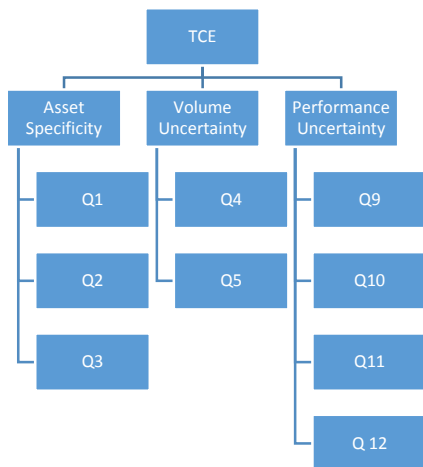 TCE
Asset
Specificity
Volume
Uncertainty
Performance
Uncertainty
Q1
Q4
Q9
Q2
Q5
Q10
Q3
Q11
Q 12